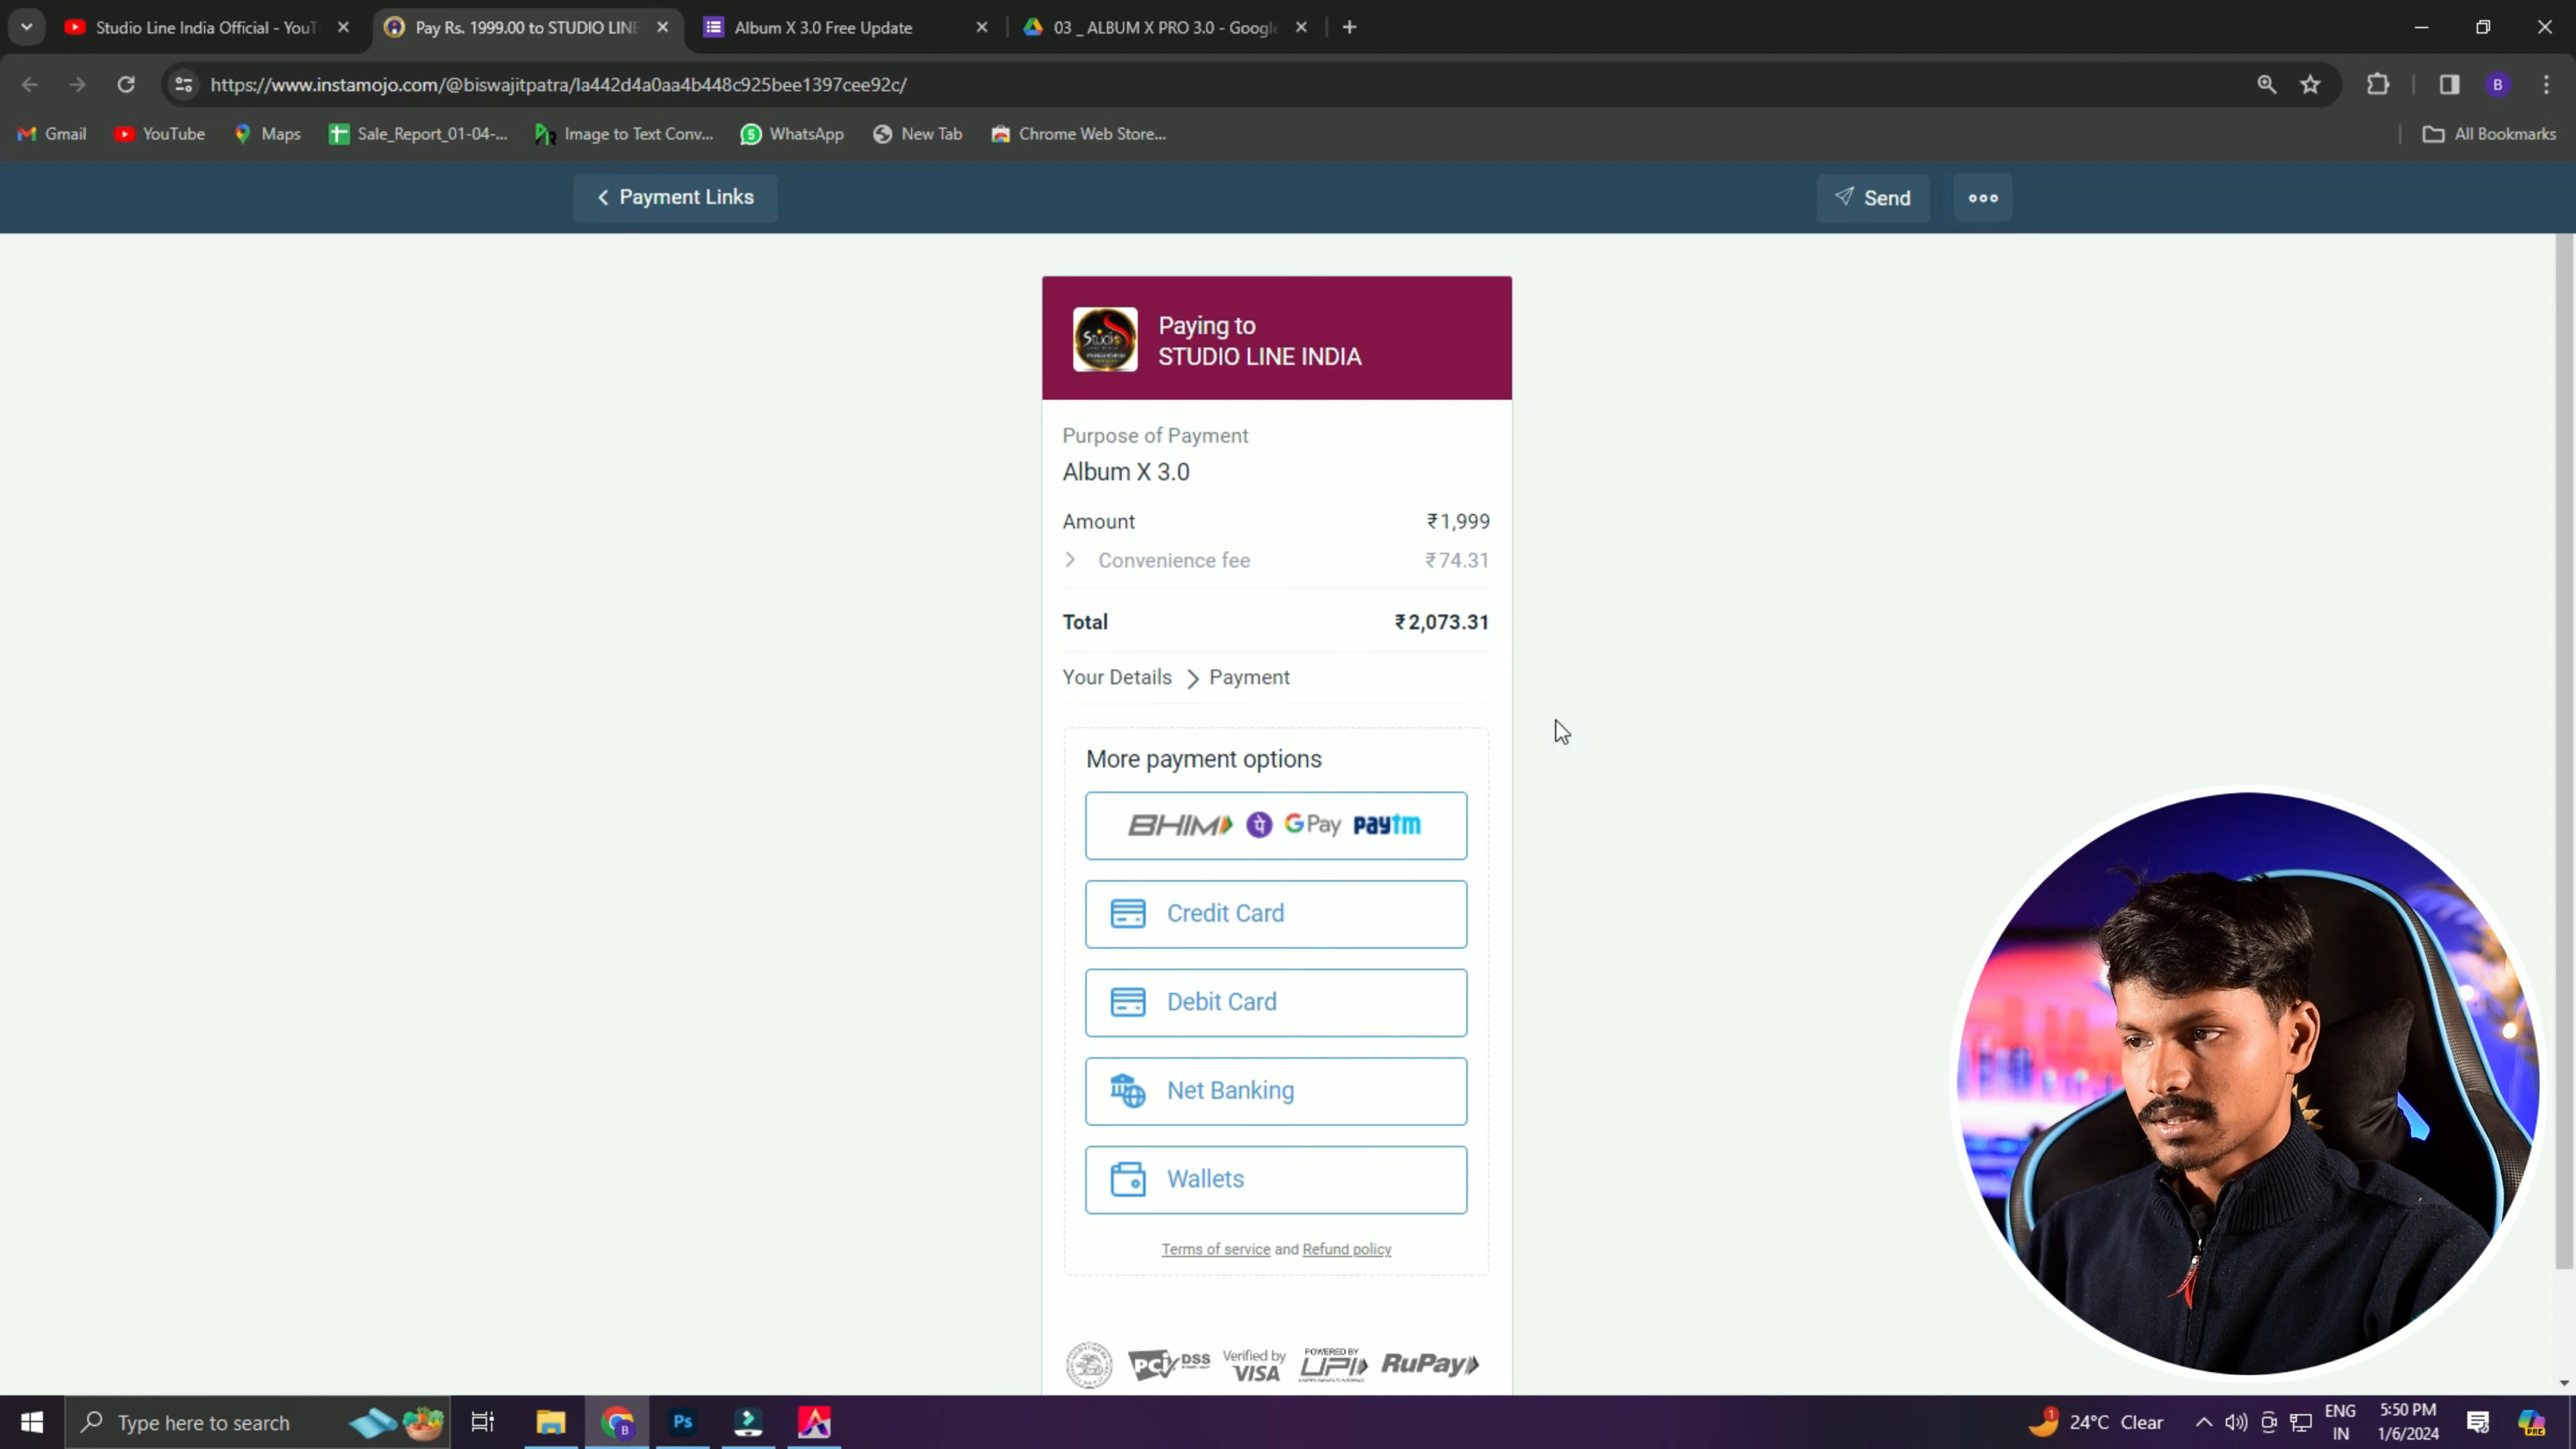 Studio Line India Official - YouT
Pay Rs. 1999.00 to STUDIO LINE
Album X 3.0 Free Update
03 _ ALBUM X PRO 3.0 - Google
https://www.instamojo.com/@biswajitpatra/la442d4a0aa4b448c925bee1397cee92c/
B
Gmail
YouTube
Maps
Sale_Report_01-04-...
Image to Text Conv...
WhatsApp
New Tab
Chrome Web Store...
All Bookmarks
Payment Links
Send
Studio
Paying to
STUDIO LINE INDIA
Purpose of Payment
Album X 3.0
Amount ₹1,999
Convenience fee ₹74.31
Total ₹2,073.31
Your Details > Payment
More payment options
BHIM पे G Pay paytm
Credit Card
Debit Card
Net Banking
Wallets
Terms of service and Refund policy
PCI DSS
Verified by VISA
POWERED BY UPI
RuPay
Type here to search
Ps
24°C Clear
ENG
IN
5:50 PM
1/6/2024